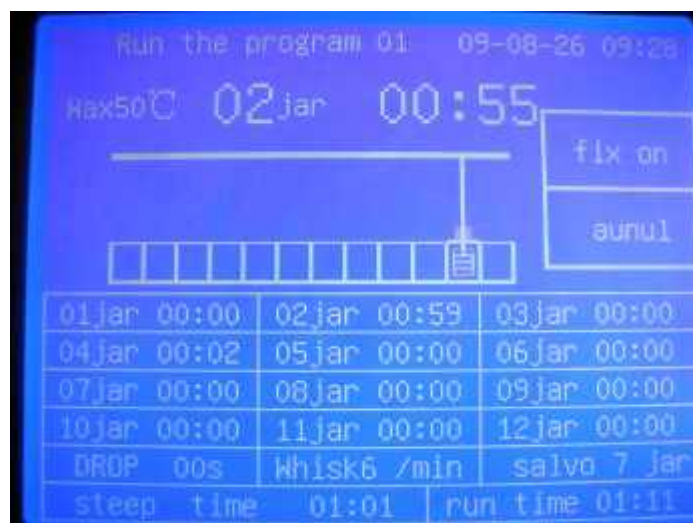 Run the program 01 09-08-26 09:28
Wax50℃ 02jar 00:55
fix on
aunul
01jar 00:00 02jar 00:59 03jar 00:00
04jar 00:02 05jar 00:00 06jar 00:00
07jar 00:00 08jar 00:00 09jar 00:00
10jar 00:00 11jar 00:00 12jar 00:00
DROP 00s Whisk6 /min salvo 7 jar
steep time 01:01 run time 01:11